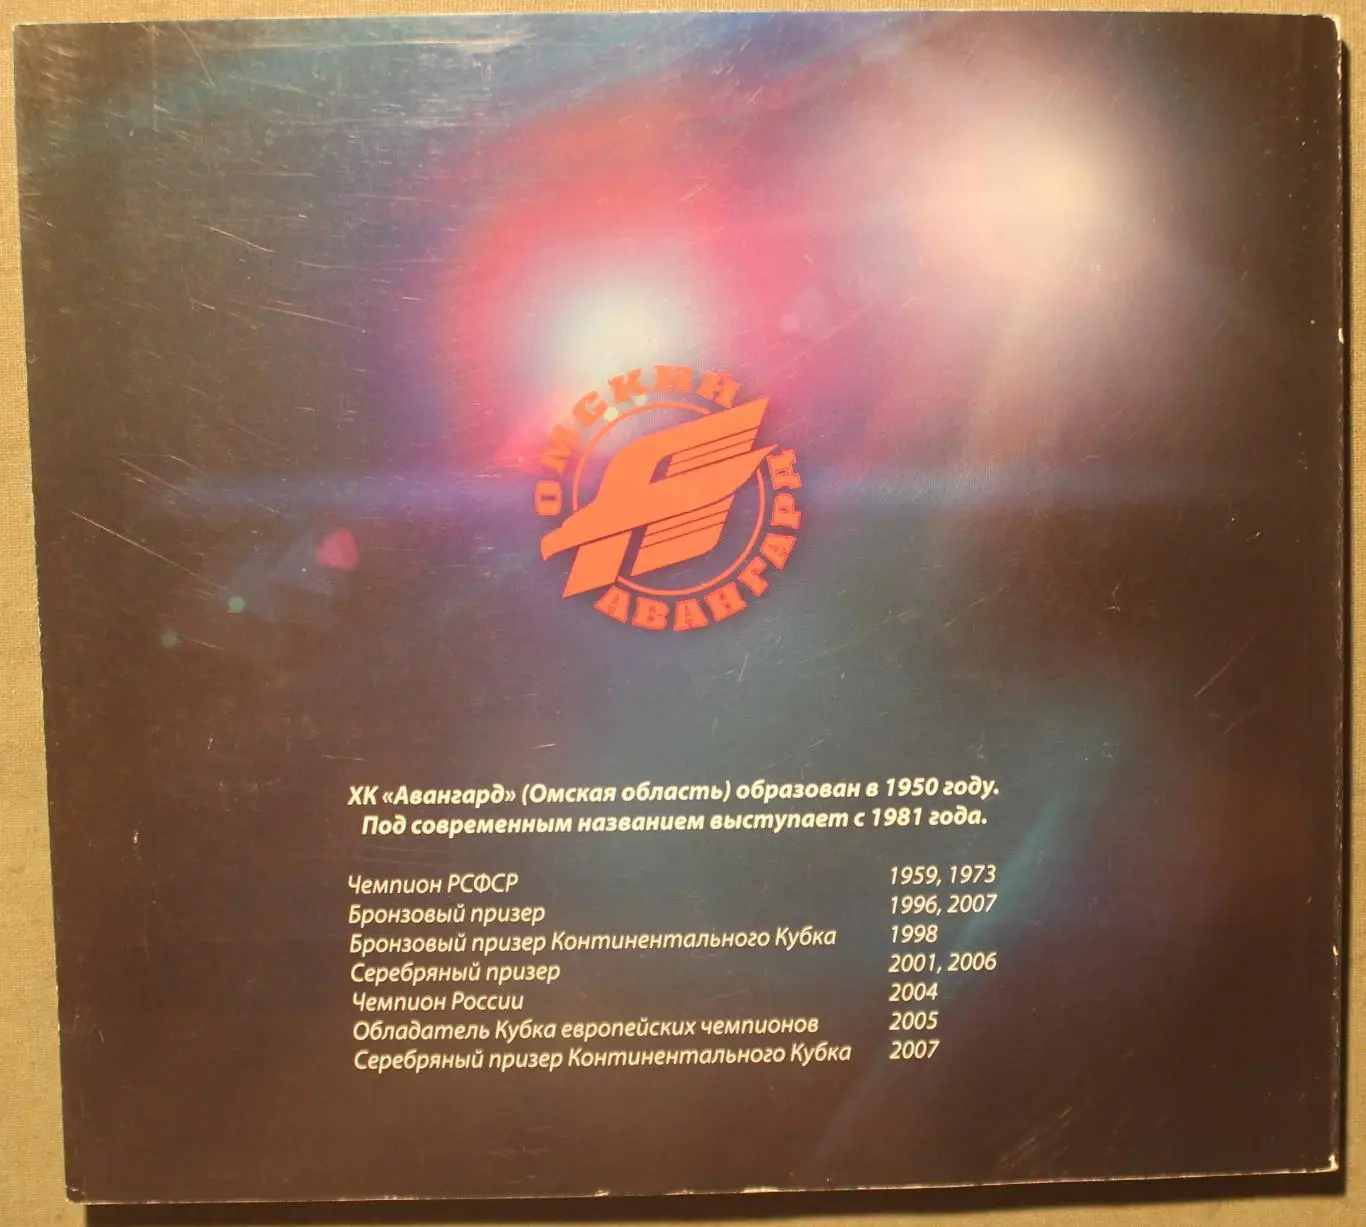 ОМСКИЙ
АВАНГАРД
ХК «Авангард» (Омская область) образован в 1950 году.
Под современным названием выступает с 1981 года.
Чемпион РСФСР 1959, 1973
Бронзовый призер 1996, 2007
Бронзовый призер Континентального Кубка 1998
Серебряный призер 2001, 2006
Чемпион России 2004
Обладатель Кубка европейских чемпионов 2005
Серебряный призер Континентального Кубка 2007